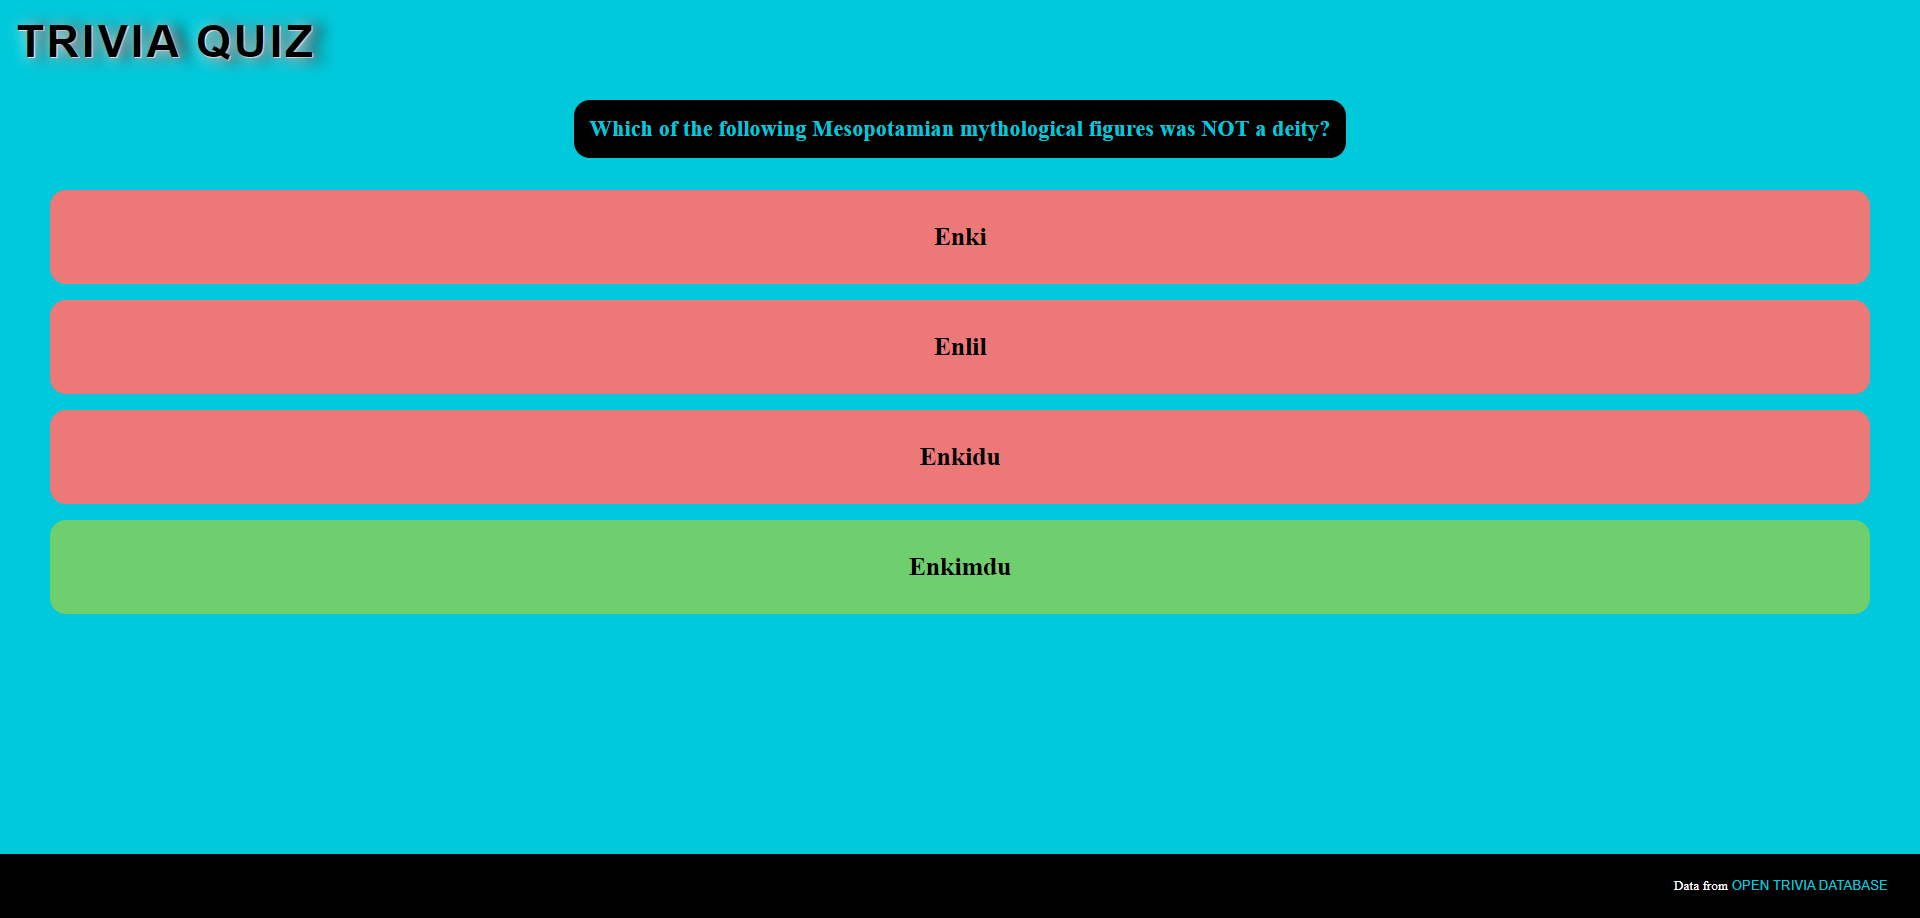 TRIVIA QUIZ
Which of the following Mesopotamian mythological figures was NOT a deity?
Enki
Enlil
Enkidu
Enkimdu
Data from OPEN TRIVIA DATABASE